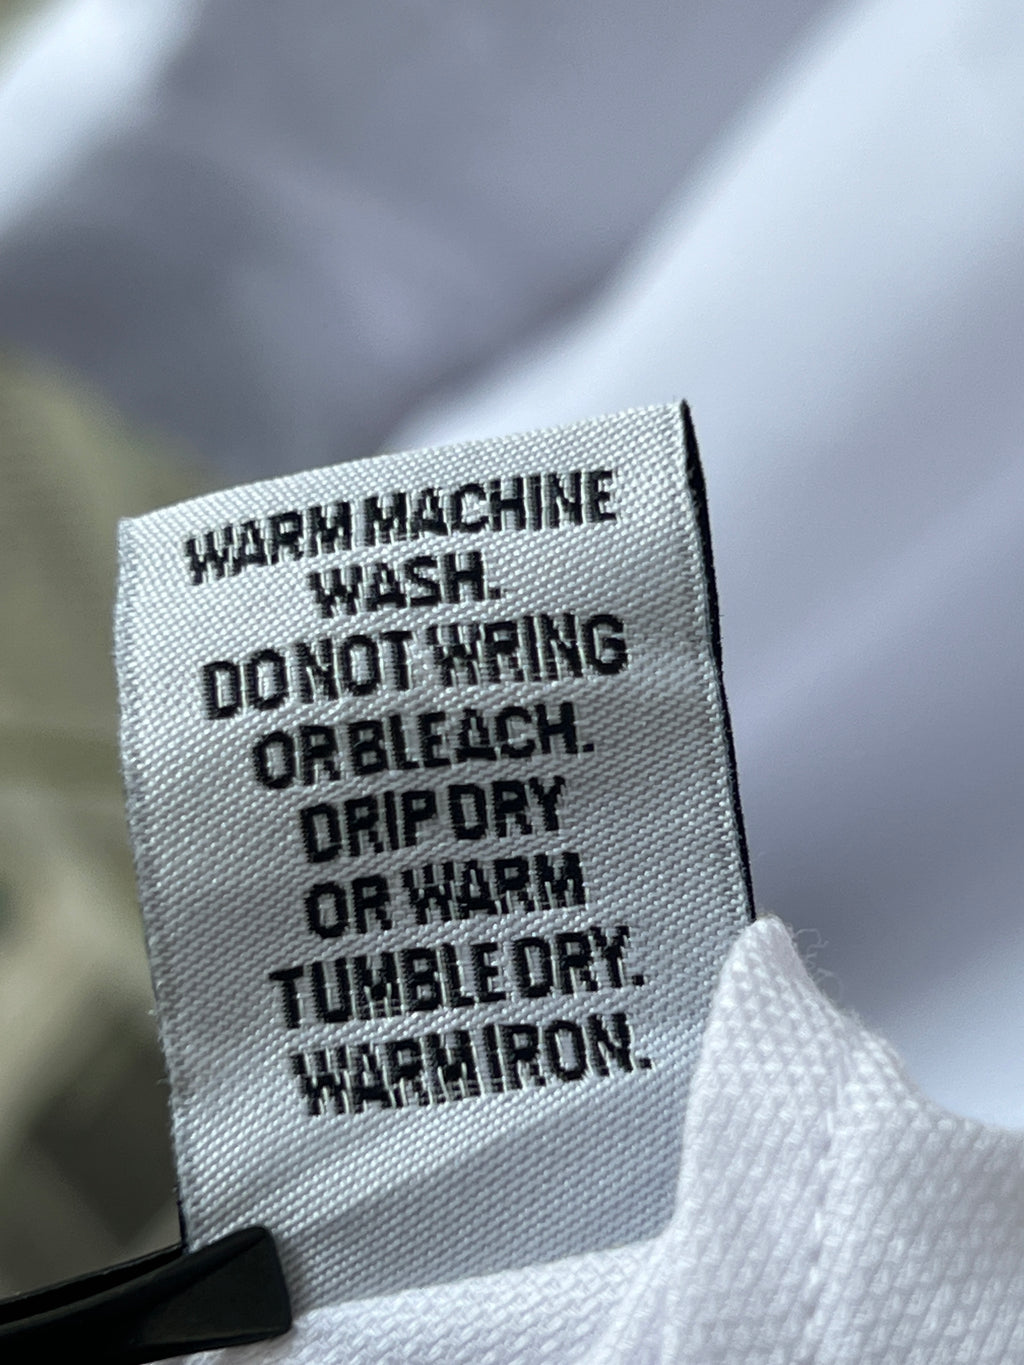 WARM MACHINE
WASH.
DO NOT WRING
OR BLEACH.
DRIP DRY
OR WARM
TUMBLE DRY.
WARM IRON.